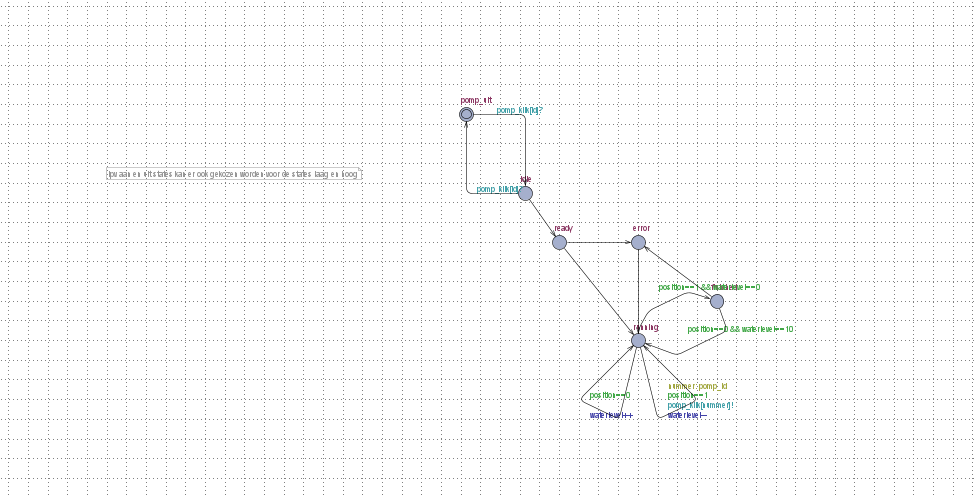 pomp_uit
pomp_klik[id]?
Ipv aan en uit states kan er ook gekozen worden voor de states laag en hoog
idle
pomp_klik[id]?
ready
error
position==1 && waterlevel==0
running
position==0 && waterlevel==10
nummer:pomp_id
position==0
position==1
pomp_klik[nummer]!
waterlevel++
waterlevel--